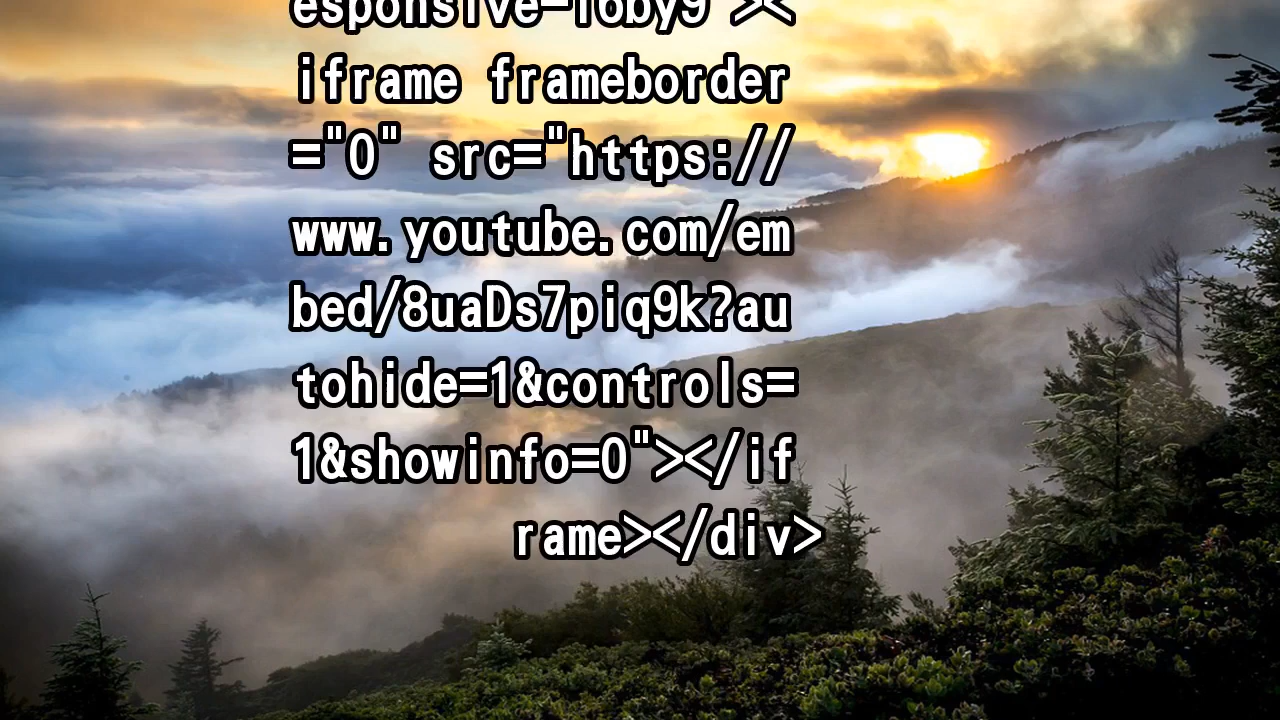 esponsive-16by9"><
iframe frameborder
="0" src="https://
www.youtube.com/em
bed/8uaDs7piq9k?au
tohide=1&controls=
1&showinfo=0"></if
rame></div>